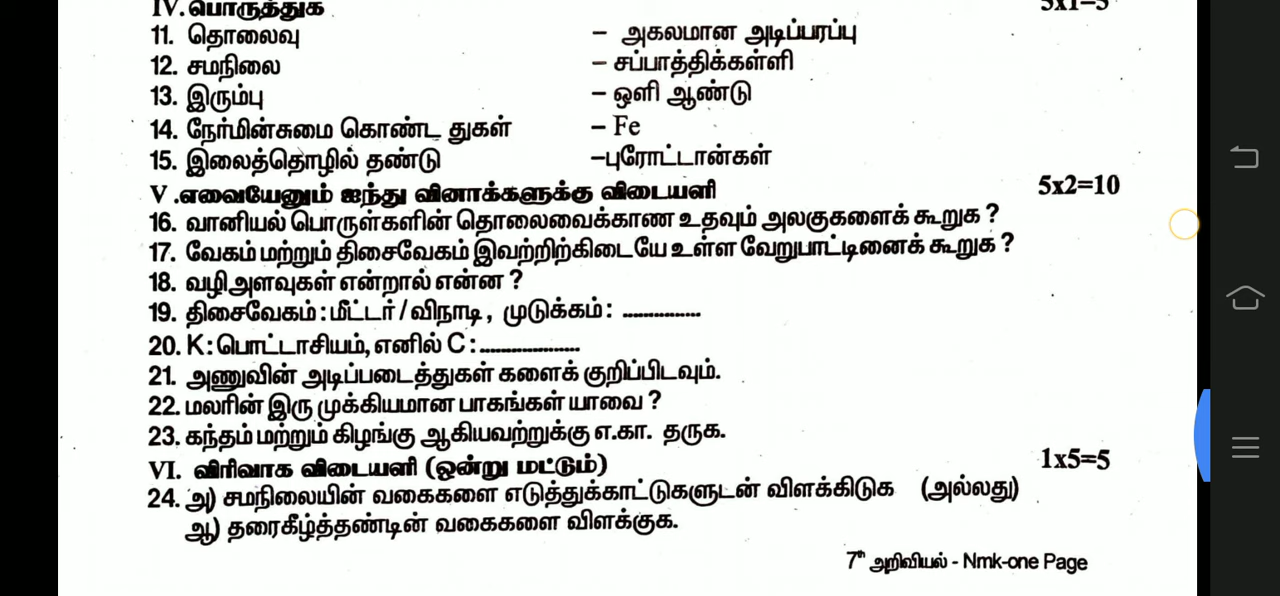 IV. பொருத்துக 5x1=5
11. தொலைவு – அகலமான அடிப்பரப்பு
12. சமநிலை – சப்பாத்திக்கள்ளி
13. இரும்பு – ஒளி ஆண்டு
14. நேர்மின்சுமை கொண்ட துகள் – Fe
15. இலைத்தொழில் தண்டு –புரோட்டான்கள்
V .எவையேனும் ஐந்து வினாக்களுக்கு விடையளி 5x2=10
16. வானியல் பொருள்களின் தொலைவைக்காண உதவும் அலகுகளைக் கூறுக ?
17. வேகம் மற்றும் திசைவேகம் இவற்றிற்கிடையே உள்ள வேறுபாட்டினைக் கூறுக ?
18. வழி அளவுகள் என்றால் என்ன ?
19. திசைவேகம் : மீட்டர் / விநாடி , முடுக்கம் : ...............
20. K : பொட்டாசியம், எனில் C : ...................
21. அணுவின் அடிப்படைத்துகள் களைக் குறிப்பிடவும்.
22. மலரின் இரு முக்கியமான பாகங்கள் யாவை ?
23. கந்தம் மற்றும் கிழங்கு ஆகியவற்றுக்கு எ.கா. தருக.
VI. விரிவாக விடையளி (ஒன்று மட்டும்) 1x5=5
24. அ) சமநிலையின் வகைகளை எடுத்துக்காட்டுகளுடன் விளக்கிடுக (அல்லது)
ஆ) தரைகீழ்த்தண்டின் வகைகளை விளக்குக.
7th அறிவியல் - Nmk-one Page